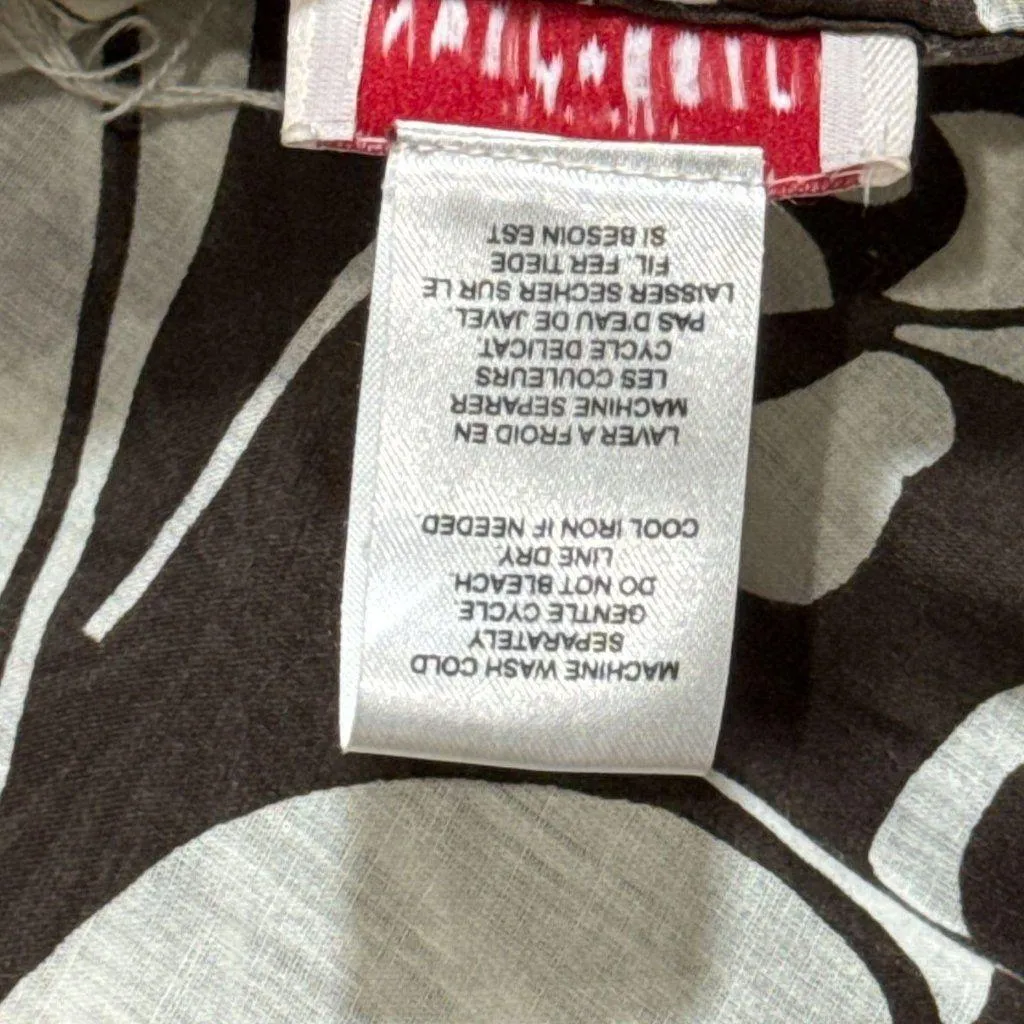 MACHINE WASH COLD
SEPARATELY
GENTLE CYCLE
DO NOT BLEACH.
LINE DRY.
COOL IRON IF NEEDED.
LAVER A FROID EN
MACHINE SEPARER
LES COULEURS
CYCLE DELICAT
PAS D'EAU DE JAVEL.
LAISSER SECHER SUR LE
FIL. FER TIEDE
SI BESOIN EST